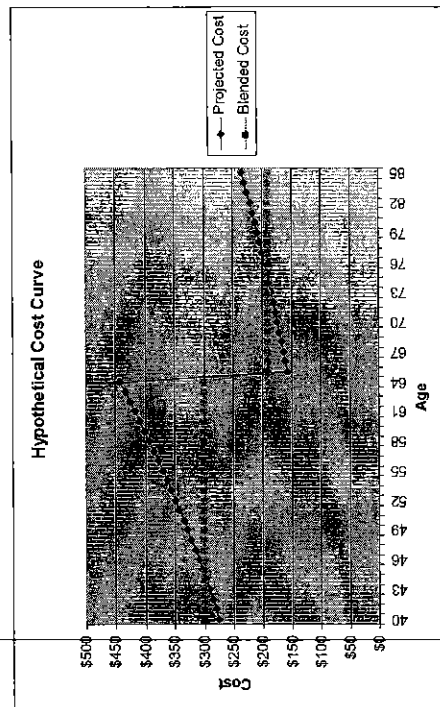 Hypothetical Cost Curve
Cost
$500
$450
$400
$350
$300
$250
$200
$150
$100
$50
$0
40 43 46 49 52 55 58 61 64 67 70 73 76 79 82 85
Age
Projected Cost
Blended Cost